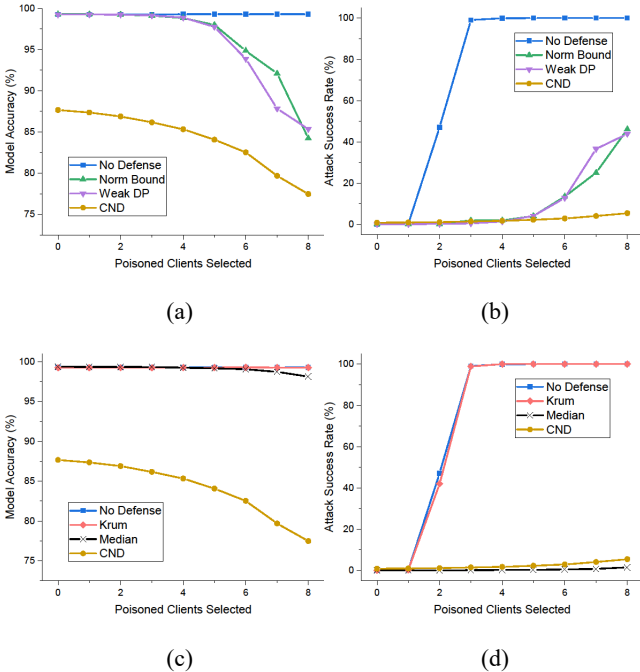 100
95
90
85
80
75
Model Accuracy (%)
No Defense
Norm Bound
Weak DP
CND
0 2 4 6 8
Poisoned Clients Selected
(a)
100
80
60
40
20
0
Attack Success Rate (%)
No Defense
Norm Bound
Weak DP
CND
0 2 4 6 8
Poisoned Clients Selected
(b)
100
95
90
85
80
75
Model Accuracy (%)
No Defense
Krum
Median
CND
0 2 4 6 8
Poisoned Clients Selected
(c)
100
80
60
40
20
0
Attack Success Rate (%)
No Defense
Krum
Median
CND
0 2 4 6 8
Poisoned Clients Selected
(d)